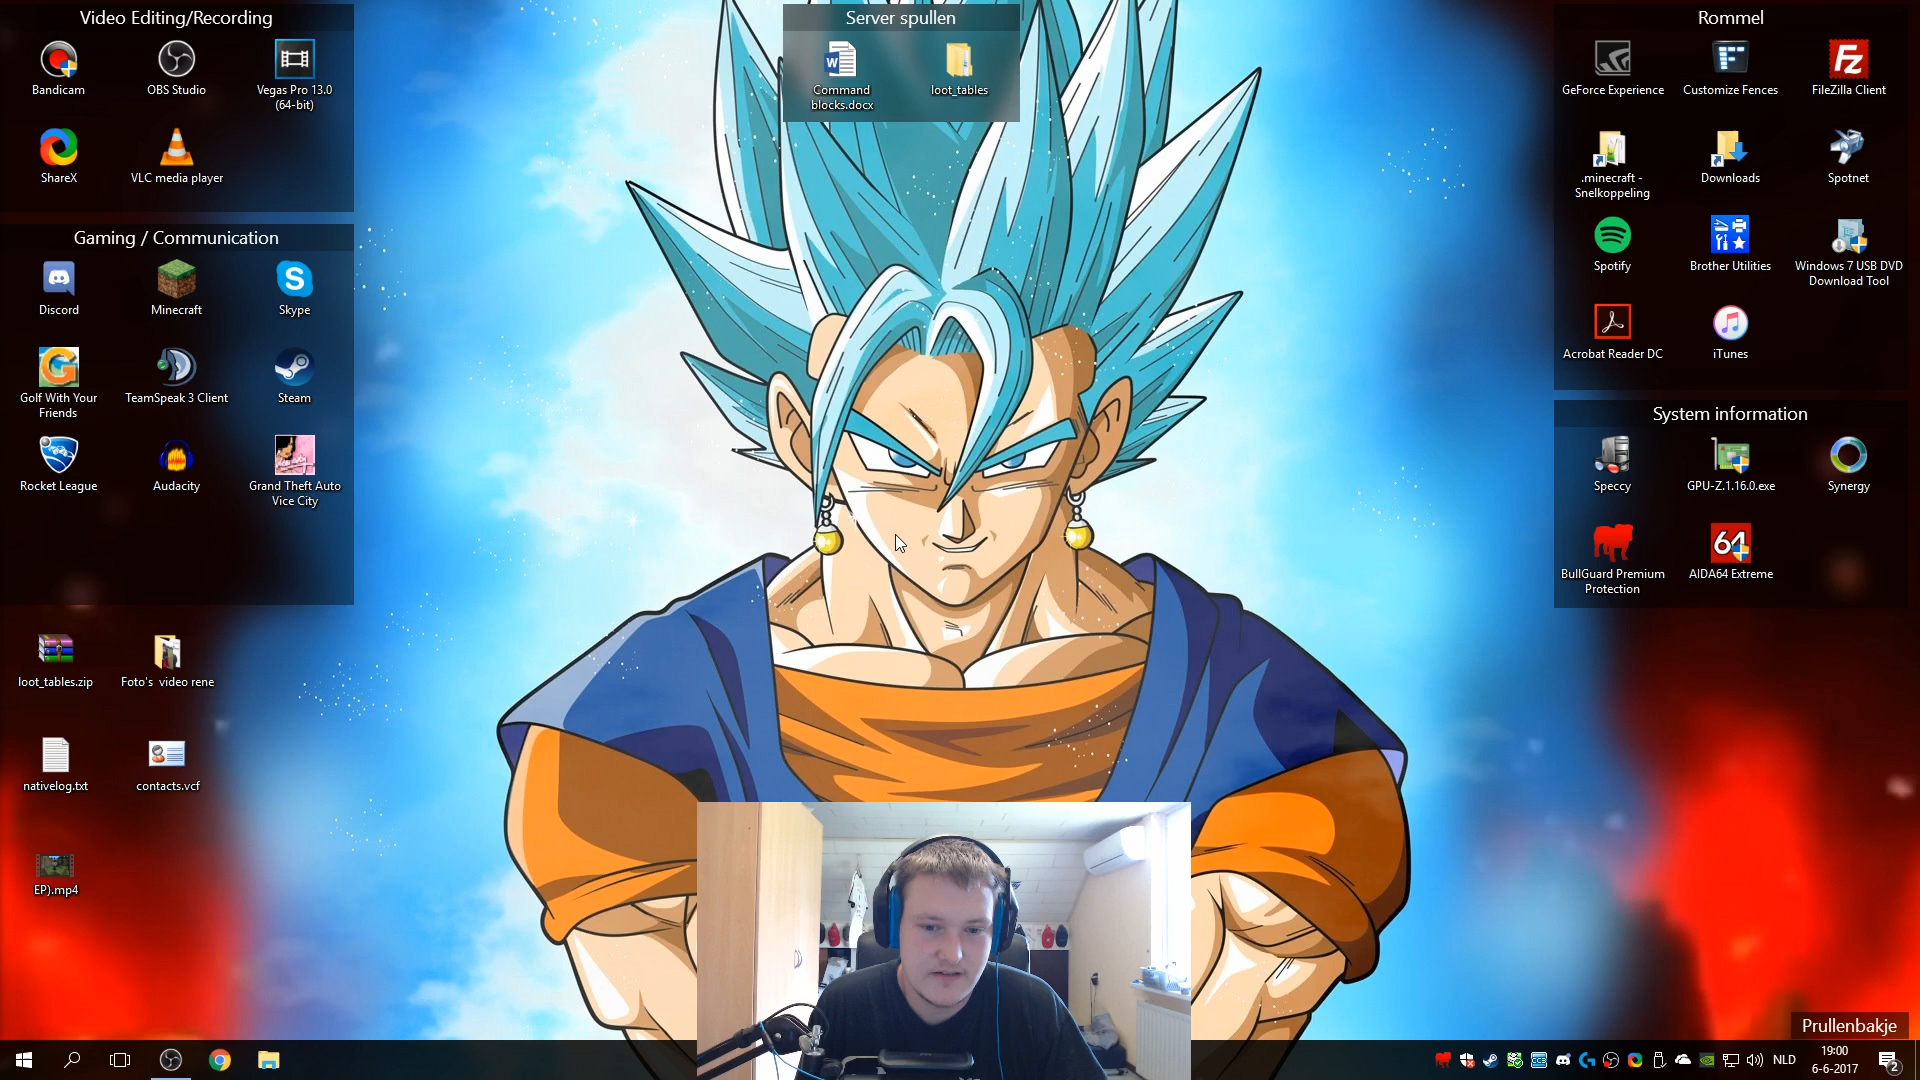 Video Editing/Recording
Bandicam
OBS Studio
Vegas Pro 13.0
(64-bit)
ShareX
VLC media player
Gaming / Communication
Discord
Minecraft
Skype
Golf With Your
Friends
TeamSpeak 3 Client
Steam
Rocket League
Audacity
Grand Theft Auto
Vice City
loot_tables.zip
Foto's video rene
nativelog.txt
contacts.vcf
EP).mp4
Server spullen
Command
blocks.docx
loot_tables
Rommel
GeForce Experience
Customize Fences
FileZilla Client
.minecraft -
Snelkoppeling
Downloads
Spotnet
Spotify
Brother Utilities
Windows 7 USB DVD
Download Tool
Acrobat Reader DC
iTunes
System information
Speccy
GPU-Z.1.16.0.exe
Synergy
64
BullGuard Premium
Protection
AIDA64 Extreme
Prullenbakje
NLD
19:00
6-6-2017
2